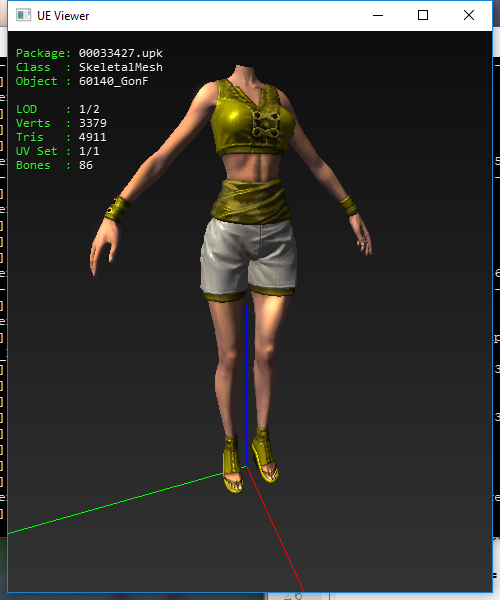 UE Viewer
Package: 00033427.upk
Class : SkeletalMesh
Object : 60140_GonF
LOD : 1/2
Verts : 3379
Tris : 4911
UV Set : 1/1
Bones : 86